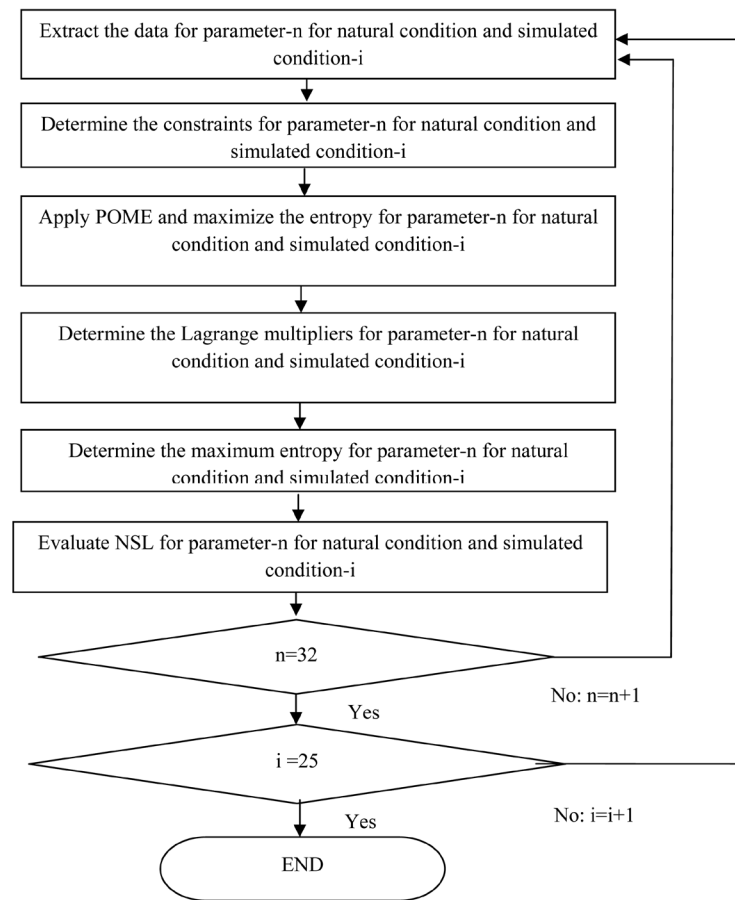 Extract the data for parameter-n for natural condition and simulated
condition-i
Determine the constraints for parameter-n for natural condition and
simulated condition-i
Apply POME and maximize the entropy for parameter-n for natural
condition and simulated condition-i
Determine the Lagrange multipliers for parameter-n for natural
condition and simulated condition-i
Determine the maximum entropy for parameter-n for natural
condition and simulated condition-i
Evaluate NSL for parameter-n for natural condition and simulated
condition-i
n=32
No: n=n+1
Yes
i =25
No: i=i+1
Yes
END